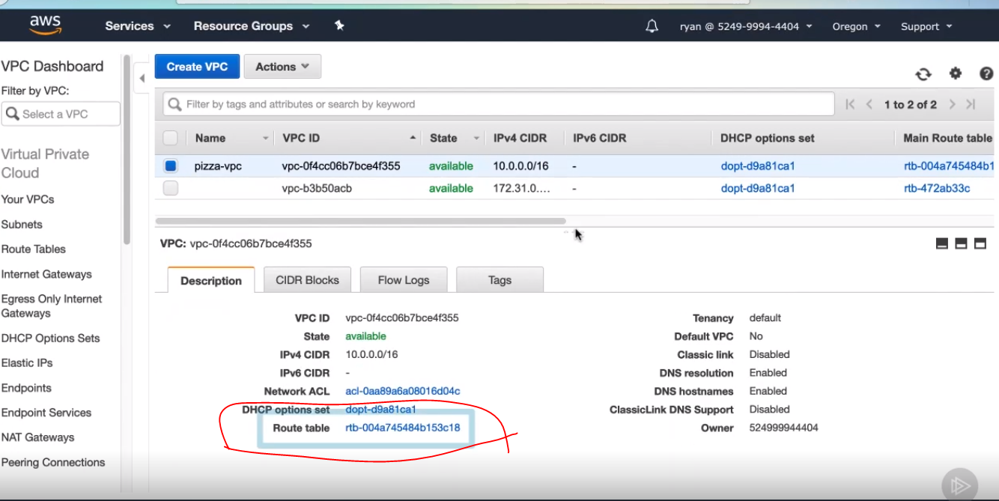 aws Services Resource Groups ryan @ 5249-9994-4404 Oregon Support
VPC Dashboard
Filter by VPC:
Select a VPC
Virtual Private
Cloud
Your VPCs
Subnets
Route Tables
Internet Gateways
Egress Only Internet
Gateways
DHCP Options Sets
Elastic IPs
Endpoints
Endpoint Services
NAT Gateways
Peering Connections
Create VPC Actions
Filter by tags and attributes or search by keyword 1 to 2 of 2
Name VPC ID State IPv4 CIDR IPv6 CIDR DHCP options set Main Route table
pizza-vpc vpc-0f4cc06b7bce4f355 available 10.0.0.0/16 - dopt-d9a81ca1 rtb-004a745484b1
vpc-b3b50acb available 172.31.0.… - dopt-d9a81ca1 rtb-472ab33c
VPC: vpc-0f4cc06b7bce4f355
Description CIDR Blocks Flow Logs Tags
VPC ID vpc-0f4cc06b7bce4f355 Tenancy default
State available Default VPC No
IPv4 CIDR 10.0.0.0/16 Classic link Disabled
IPv6 CIDR - DNS resolution Enabled
Network ACL acl-0aa89a6a08016d04c DNS hostnames Enabled
DHCP options set dopt-d9a81ca1 ClassicLink DNS Support Disabled
Route table rtb-004a745484b153c18 Owner 524999944404